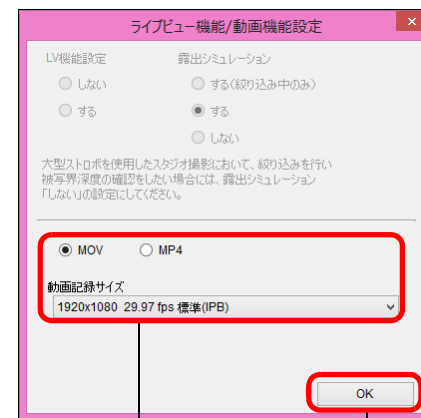 ライブビュー機能/動画機能設定
LV機能設定 露出シミュレーション
しない する(絞り込み中のみ)
する する
しない
大型ストロボを使用したスタジオ撮影において、絞り込みを行い
被写界深度の確認をしたい場合には、露出シミュレーション
「しない」の設定にしてください。
MOV MP4
動画記録サイズ
1920x1080 29.97 fps 標準(IPB)
OK